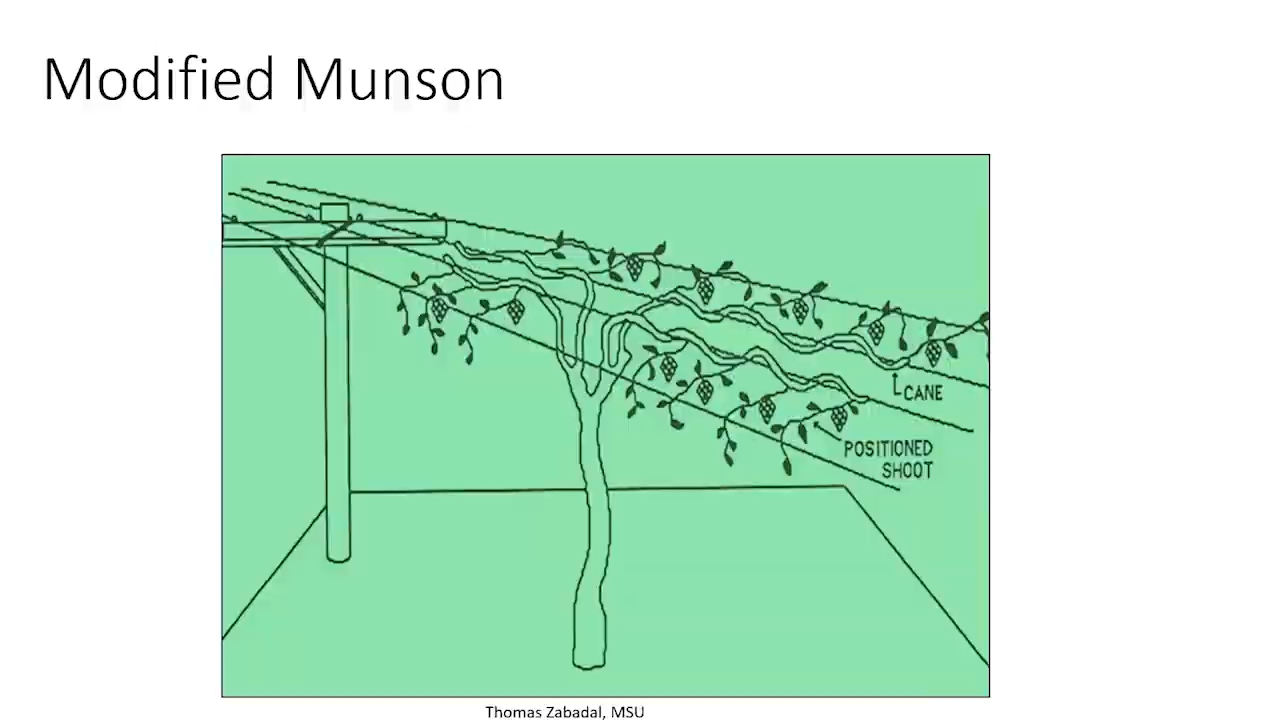 Modified Munson
CANE
POSITIONED
SHOOT
Thomas Zabadal, MSU